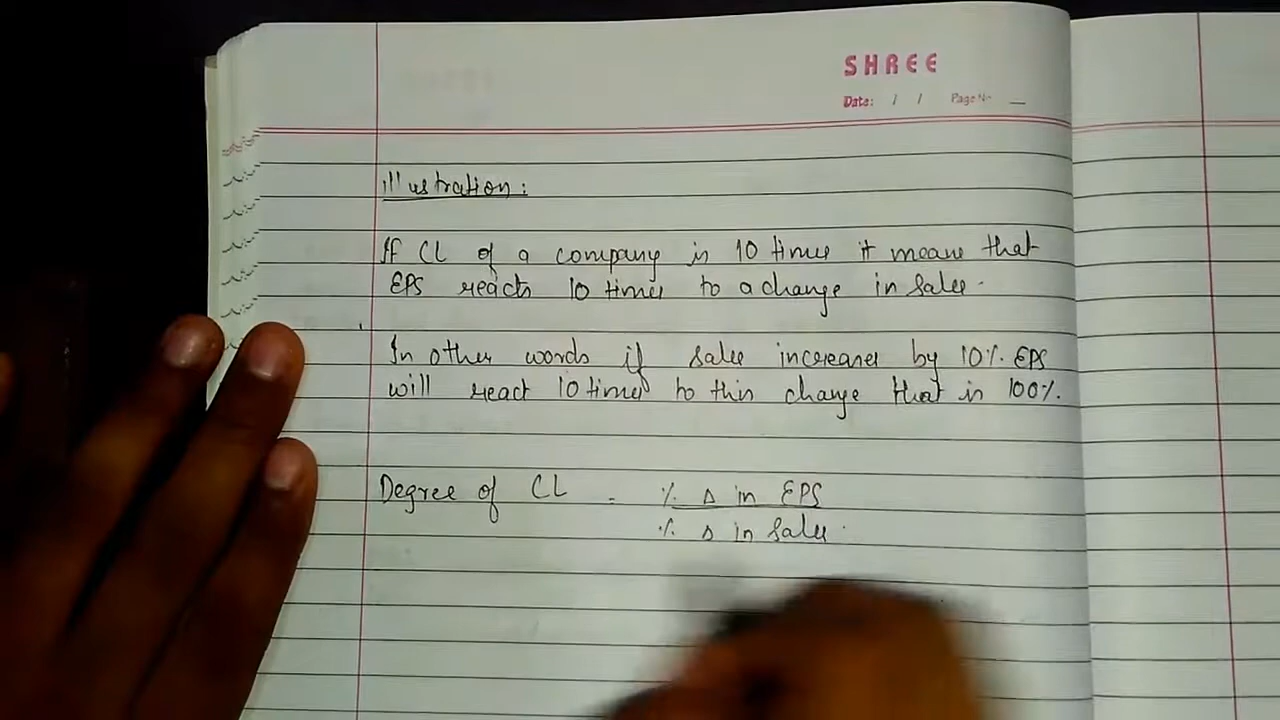 SHREE
Date: / / Page No
Illustration:
If CL of a company is 10 times it means that
EPS reacts 10 times to a change in Sales.
In other words if sales increases by 10% EPS
will react 10 times to this change that is 100%.
Degree of CL = % Δ in EPS
% Δ in Sales.